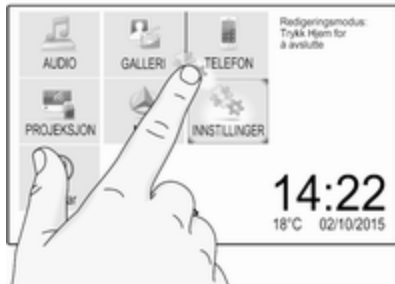 AUDIO
GALLERI
TELEFON
Redigeringsmodus:
Trykk Hjem for
å avslutte
PROJEKSJON
INNSTILLINGER
14:22
18°C 02/10/2015